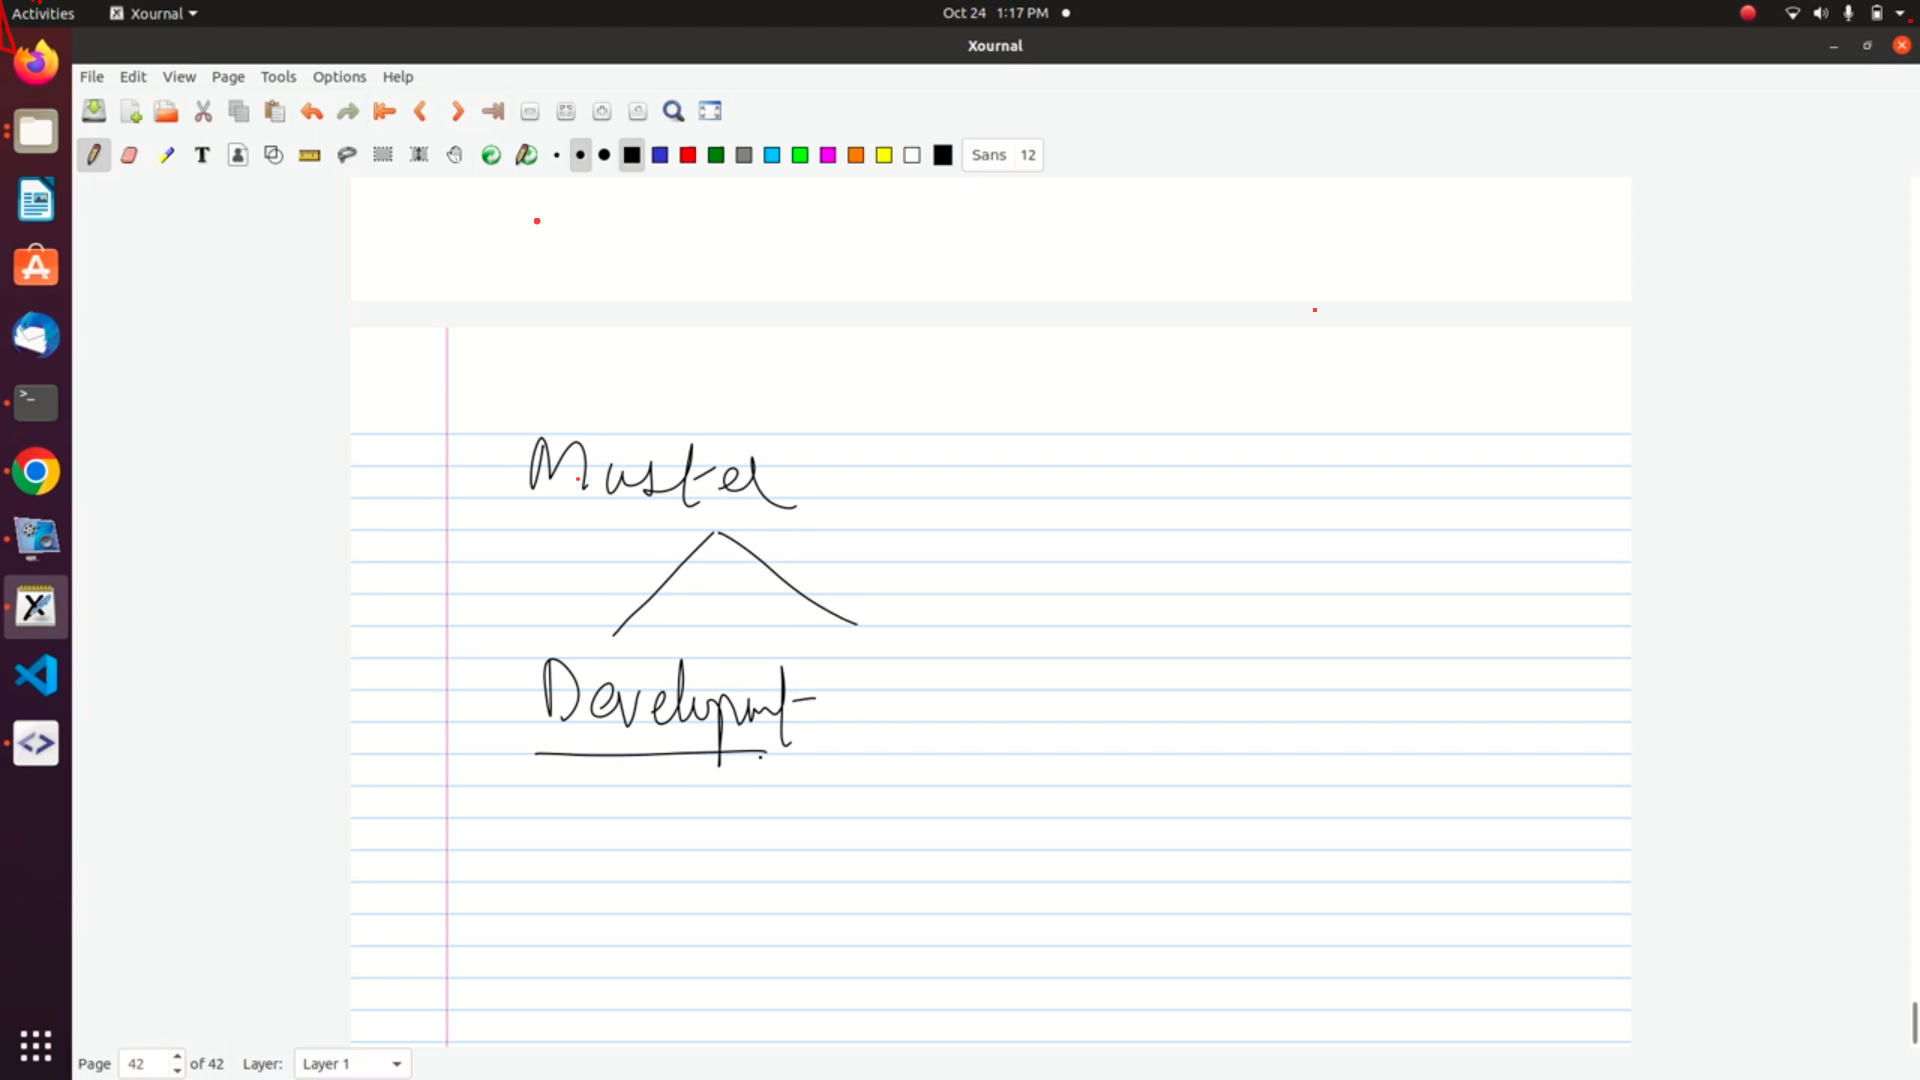 Activities Xournal Oct 24 1:17 PM
Xournal
File Edit View Page Tools Options Help
T Sans 12
Master
Developmt
Page 42 of 42 Layer: Layer 1